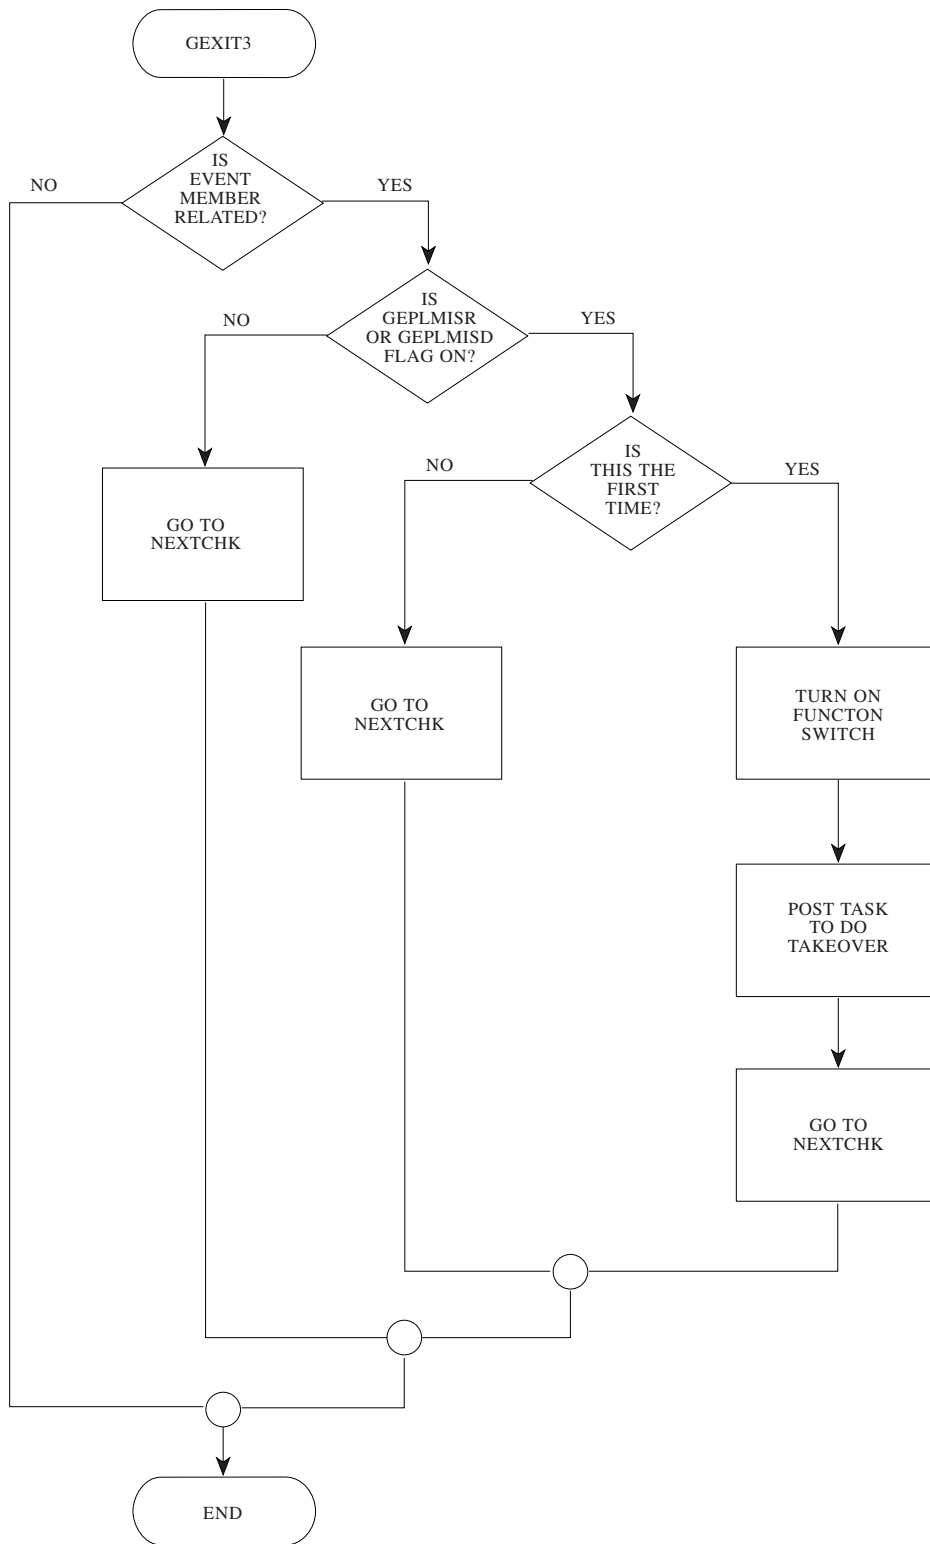 GEXIT3
IS
EVENT
MEMBER
RELATED?
NO
YES
IS
GEPLMISR
OR GEPLMISD
FLAG ON?
NO
YES
IS
THIS THE
FIRST
TIME?
NO
YES
GO TO
NEXTCHK
GO TO
NEXTCHK
TURN ON
FUNCTON
SWITCH
POST TASK
TO DO
TAKEOVER
GO TO
NEXTCHK
END